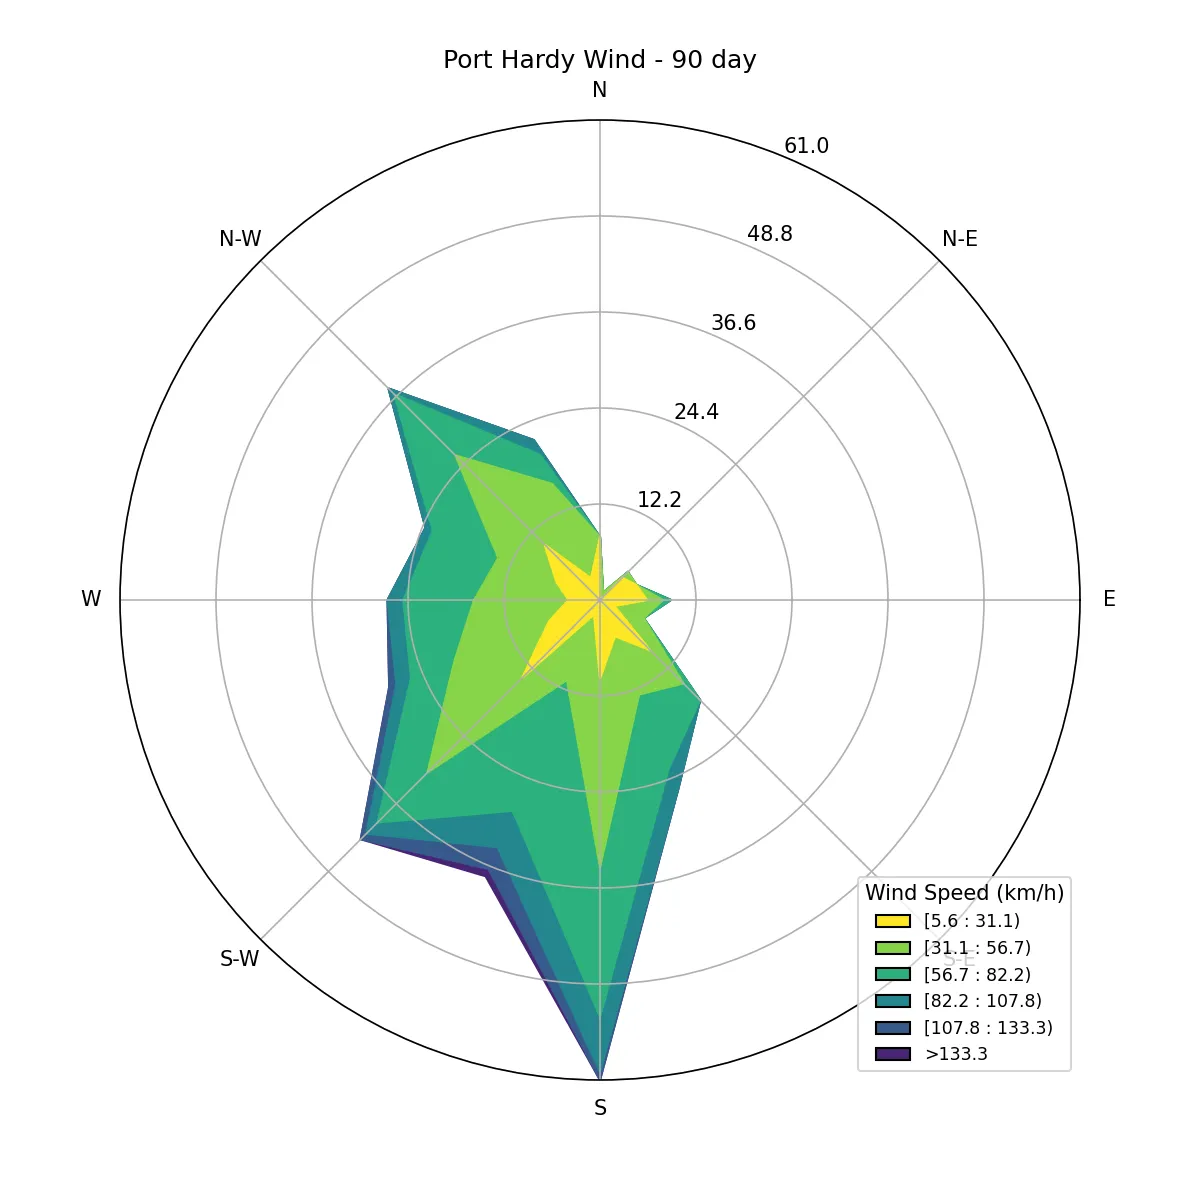 Port Hardy Wind - 90 day
N
61.0
N-W
48.8
N-E
36.6
24.4
12.2
W
E
S-W
S-E
S
Wind Speed (km/h)
[5.6 : 31.1)
[31.1 : 56.7)
[56.7 : 82.2)
[82.2 : 107.8)
[107.8 : 133.3)
>133.3